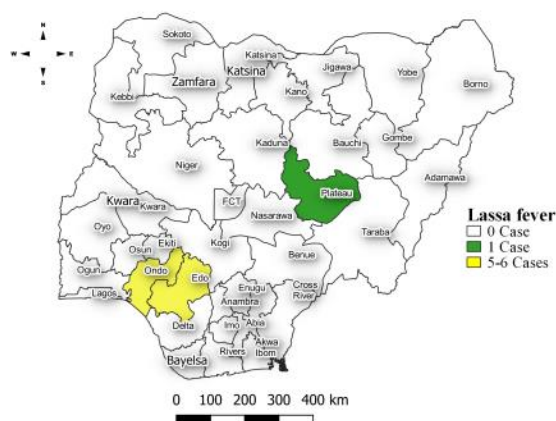 N
W E
S
Sokoto
Katsina
Katsina
Jigawa
Yobe
Borno
Zamfara
Kebbi
Kano
Kaduna
Bauchi
Gombe
Niger
Plateau
Adamawa
Kwara
Kwara
FCT
Nasarawa
Taraba
Oyo
Osun
Ekiti
Kogi
Benue
Ogun
Ondo
Edo
Lagos
Enugu
Anambra
Cross
River
Delta
Imo
Abia
Bayelsa
Rivers
Akwa
Ibom
Lassa fever
0 Case
1 Case
5-6 Cases
0 100 200 300 400 km